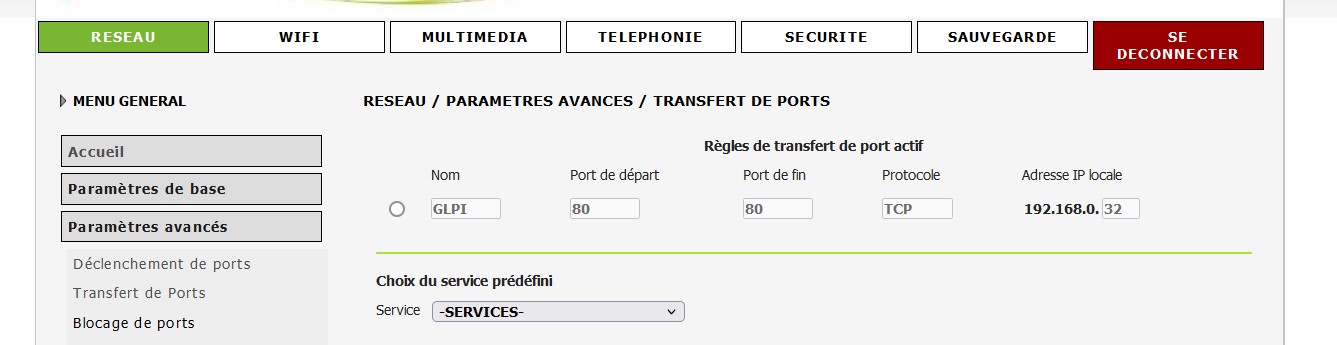 RESEAU WIFI MULTIMEDIA TELEPHONIE SECURITE SAUVEGARDE SE DECONNECTER
MENU GENERAL
Accueil
Paramètres de base
Paramètres avancés
Déclenchement de ports
Transfert de Ports
Blocage de ports
RESEAU / PARAMETRES AVANCES / TRANSFERT DE PORTS
Règles de transfert de port actif
Nom Port de départ Port de fin Protocole Adresse IP locale
GLPI 80 80 TCP 192.168.0. 32
Choix du service prédéfini
Service -SERVICES-